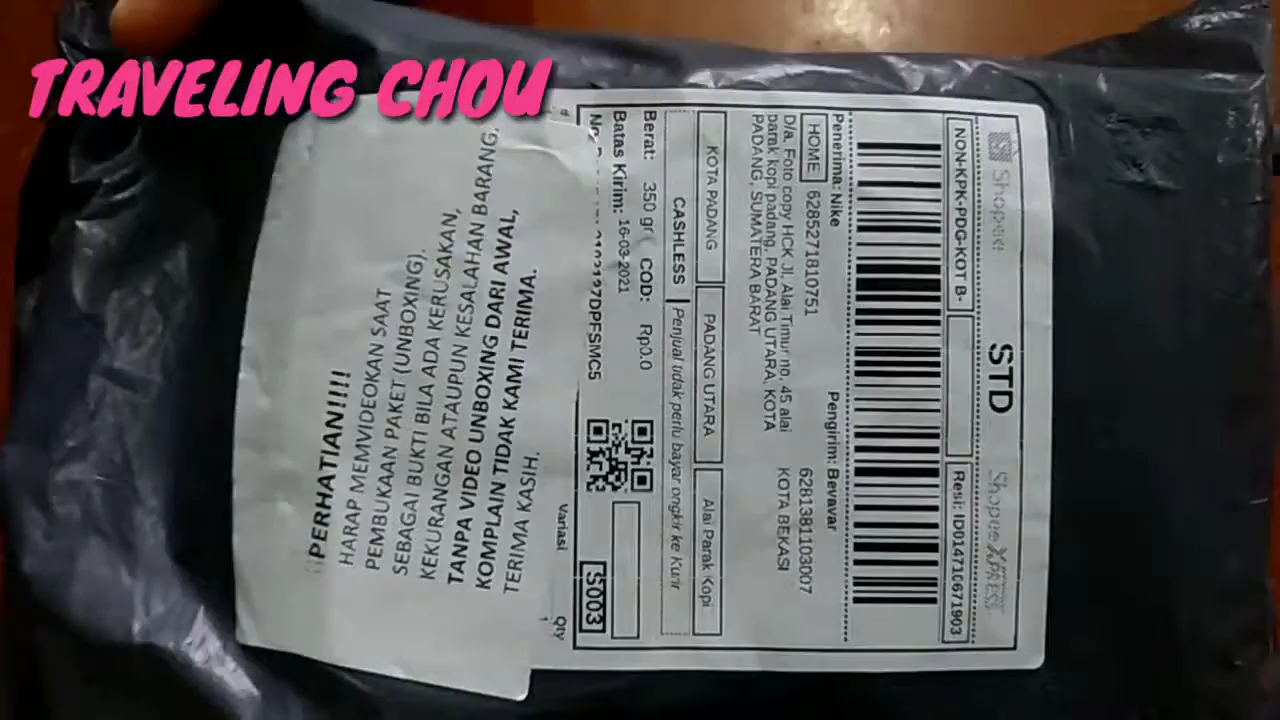 TRAVELING CHOU
Shopee
STD
Shopee XPRESS
NON-KPK-PDG-KOT B-
Resi: ID014710671903
Penerima: Nike
Pengirim: Bevavar
HOME 6285271810751
6281381103007
D/a. Foto copy HCK Jl. Alai Timur no. 45 alai
KOTA BEKASI
parak kopi padang, PADANG UTARA, KOTA
PADANG, SUMATERA BARAT
KOTA PADANG
PADANG UTARA
Alai Parak Kopi
CASHLESS
Penjual tidak perlu bayar ongkir ke Kurir
Berat: 350 gr
COD: Rp0.0
Batas Kirim: 16-03-2021
S003
Variasi
Qty
PERHATIAN!!!!
HARAP MEMVIDEOKAN SAAT
PEMBUKAAN PAKET (UNBOXING),
SEBAGAI BUKTI BILA ADA KERUSAKAN,
KEKURANGAN ATAUPUN KESALAHAN BARANG,
TANPA VIDEO UNBOXING DARI AWAL,
KOMPLAIN TIDAK KAMI TERIMA.
TERIMA KASIH.